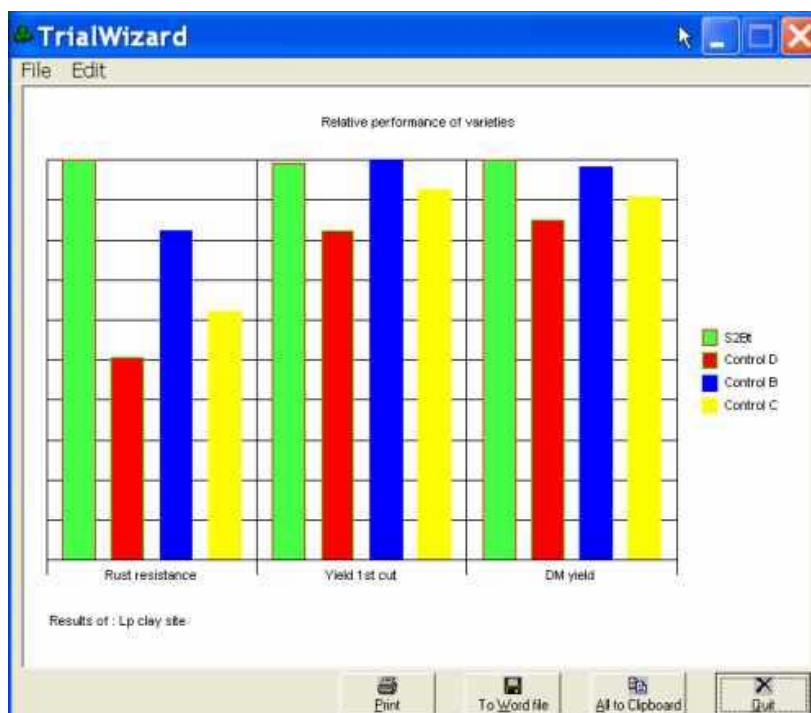 TrialWizard
File Edit
Relative performance of varieties
S2Bt
Control D
Control B
Control C
Rust resistance Yield 1st cut DM yield
Results of : Lp clay site
Print To Word file All to Clipboard Quit